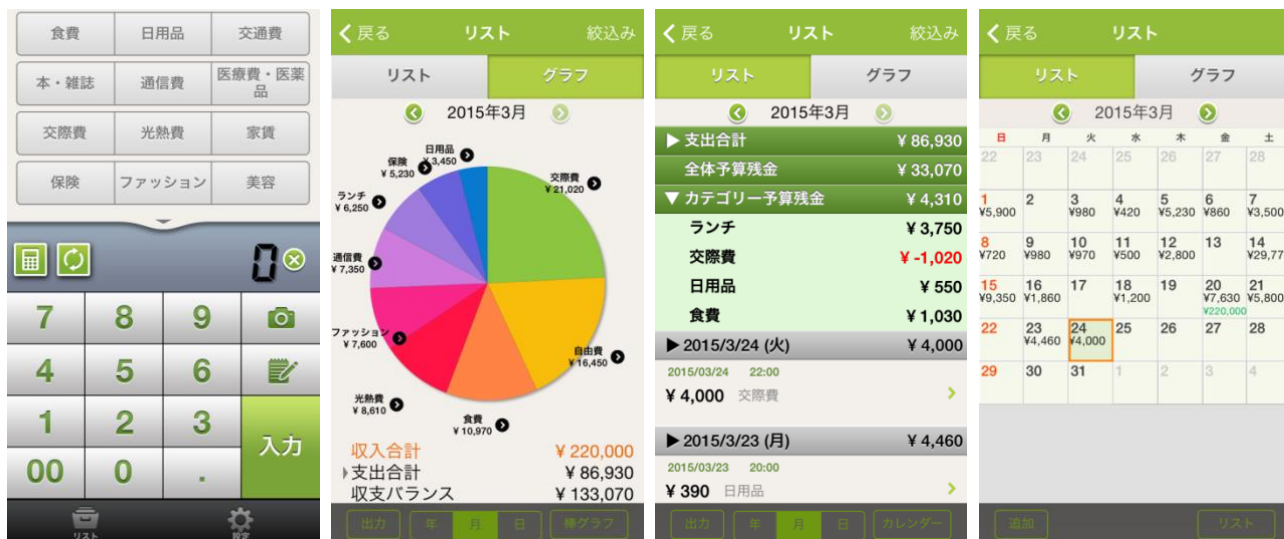 食費 日用品 交通費
本・雑誌 通信費 医療費・医薬
品
交際費 光熱費 家賃
保険 ファッション 美容
0
7 8 9
4 5 6
1 2 3
入力
00 0 .
リスト 設定
戻る リスト 絞込み
リスト グラフ
2015年3月
日用品
¥ 3,450
保険
¥ 5,230
交際費
¥ 21,020
ランチ
¥ 6,250
通信費
¥ 7,350
ファッション
¥ 7,600
自由費
¥ 16,450
光熱費
¥ 8,610
食費
¥ 10,970
収入合計 ¥ 220,000
支出合計 ¥ 86,930
収支バランス ¥ 133,070
出力 年 月 日 棒グラフ
戻る リスト 絞込み
リスト グラフ
2015年3月
▶支出合計 ¥ 86,930
全体予算残金 ¥ 33,070
▼カテゴリー予算残金 ¥ 4,310
ランチ ¥ 3,750
交際費 ¥ -1,020
日用品 ¥ 550
食費 ¥ 1,030
▶2015/3/24 (火) ¥ 4,000
2015/03/24 22:00
¥ 4,000 交際費
▶2015/3/23 (月) ¥ 4,460
2015/03/23 20:00
¥ 390 日用品
出力 年 月 日 カレンダー
戻る リスト
リスト グラフ
2015年3月
日 月 火 水 木 金 土
22 23 24 25 26 27 28
1 2 3 4 5 6 7
¥5,900 ¥980 ¥420 ¥5,230 ¥860 ¥3,500
8 9 10 11 12 13 14
¥720 ¥980 ¥970 ¥500 ¥2,800 ¥29,77
15 16 17 18 19 20 21
¥9,350 ¥1,860 ¥1,200 ¥7,630 ¥5,800
¥220,000
22 23 24 25 26 27 28
¥4,460 ¥4,000
29 30 31 1 2 3 4
追加 リスト